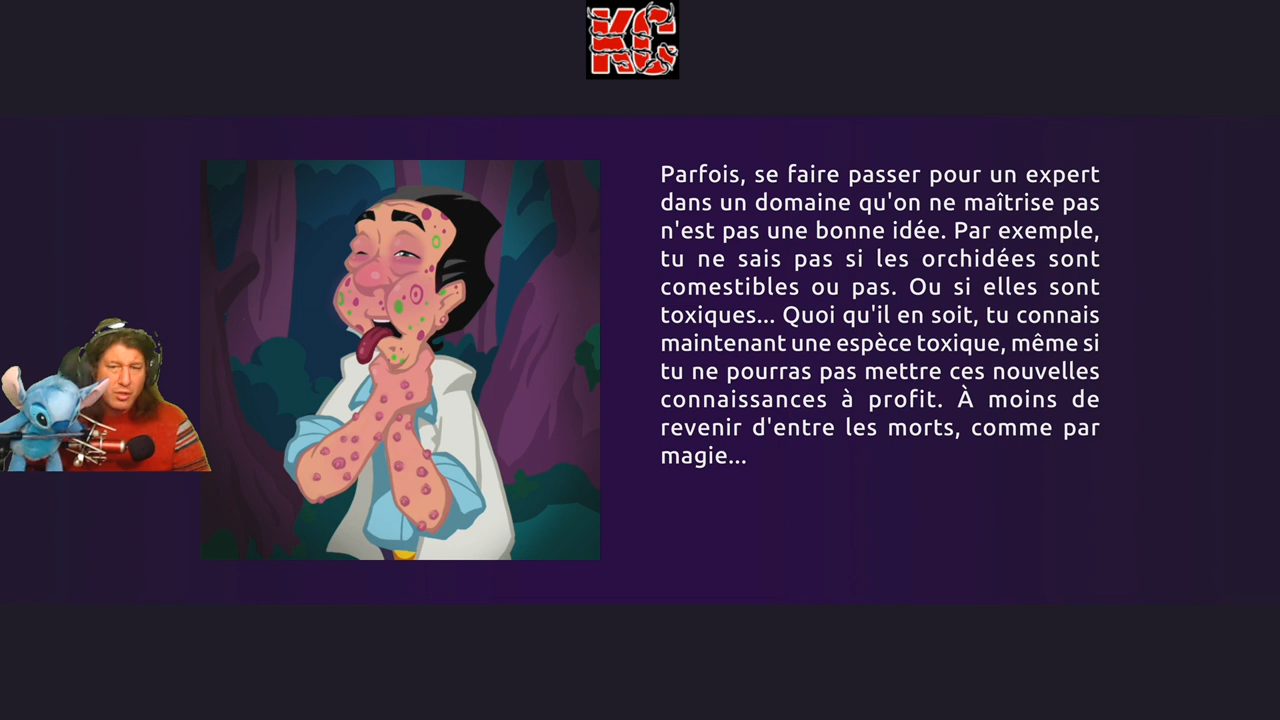 KC
Parfois, se faire passer pour un expert
dans un domaine qu'on ne maîtrise pas
n'est pas une bonne idée. Par exemple,
tu ne sais pas si les orchidées sont
comestibles ou pas. Ou si elles sont
toxiques... Quoi qu'il en soit, tu connais
maintenant une espèce toxique, même si
tu ne pourras pas mettre ces nouvelles
connaissances à profit. À moins de
revenir d'entre les morts, comme par
magie...